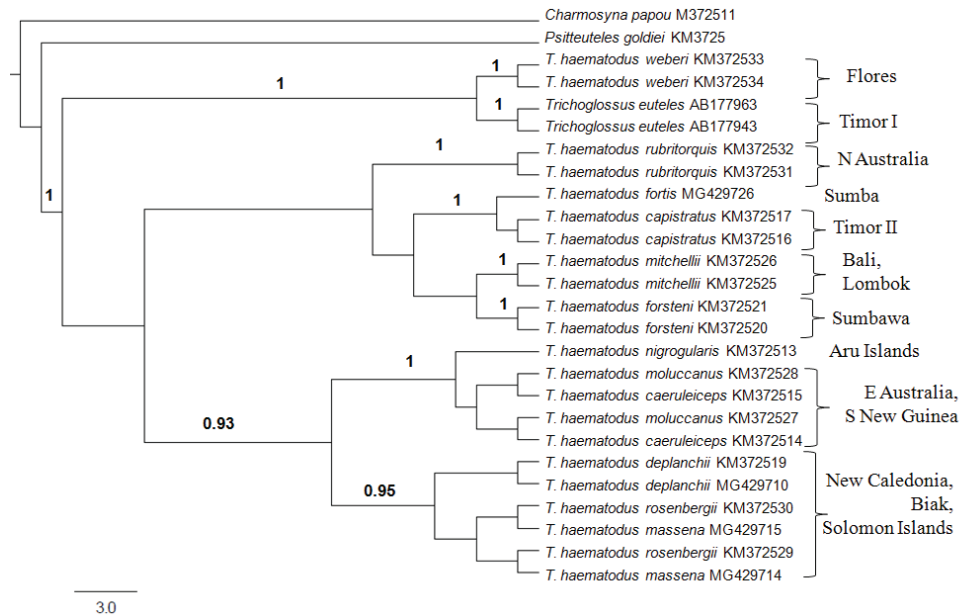 Charmosyna papou M372511
Psitteuteles goldiei KM3725
T. haematodus weberi KM372533
1
1
T. haematodus weberi KM372534
Flores
Trichoglossus euteles AB177963
1
Trichoglossus euteles AB177943
Timor I
T. haematodus rubritorquis KM372532
1
T. haematodus rubritorquis KM372531
N Australia
1
T. haematodus fortis MG429726
Sumba
1
T. haematodus capistratus KM372517
T. haematodus capistratus KM372516
Timor II
T. haematodus mitchellii KM372526
1
T. haematodus mitchellii KM372525
Bali,
Lombok
T. haematodus forsteni KM372521
1
T. haematodus forsteni KM372520
Sumbawa
T. haematodus nigrogularis KM372513
Aru Islands
1
T. haematodus moluccanus KM372528
T. haematodus caeruleiceps KM372515
T. haematodus moluccanus KM372527
T. haematodus caeruleiceps KM372514
E Australia,
S New Guinea
0.93
T. haematodus deplanchii KM372519
T. haematodus deplanchii MG429710
0.95
T. haematodus rosenbergii KM372530
T. haematodus massena MG429715
T. haematodus rosenbergii KM372529
T. haematodus massena MG429714
New Caledonia,
Biak,
Solomon Islands
3.0